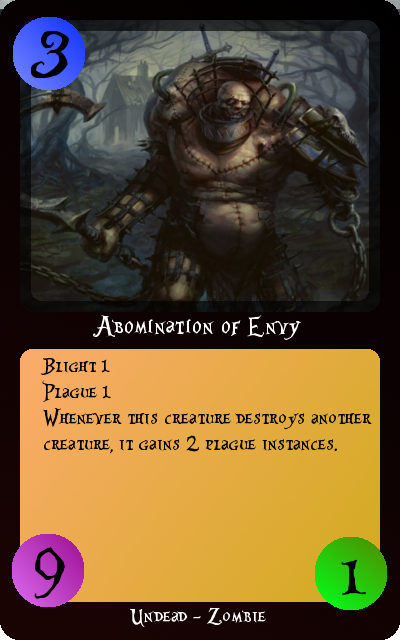 3
Abomination of Envy
Blight 1
Plague 1
Whenever this creature destroys another
creature, it gains 2 plague instances.
9
1
Undead - Zombie